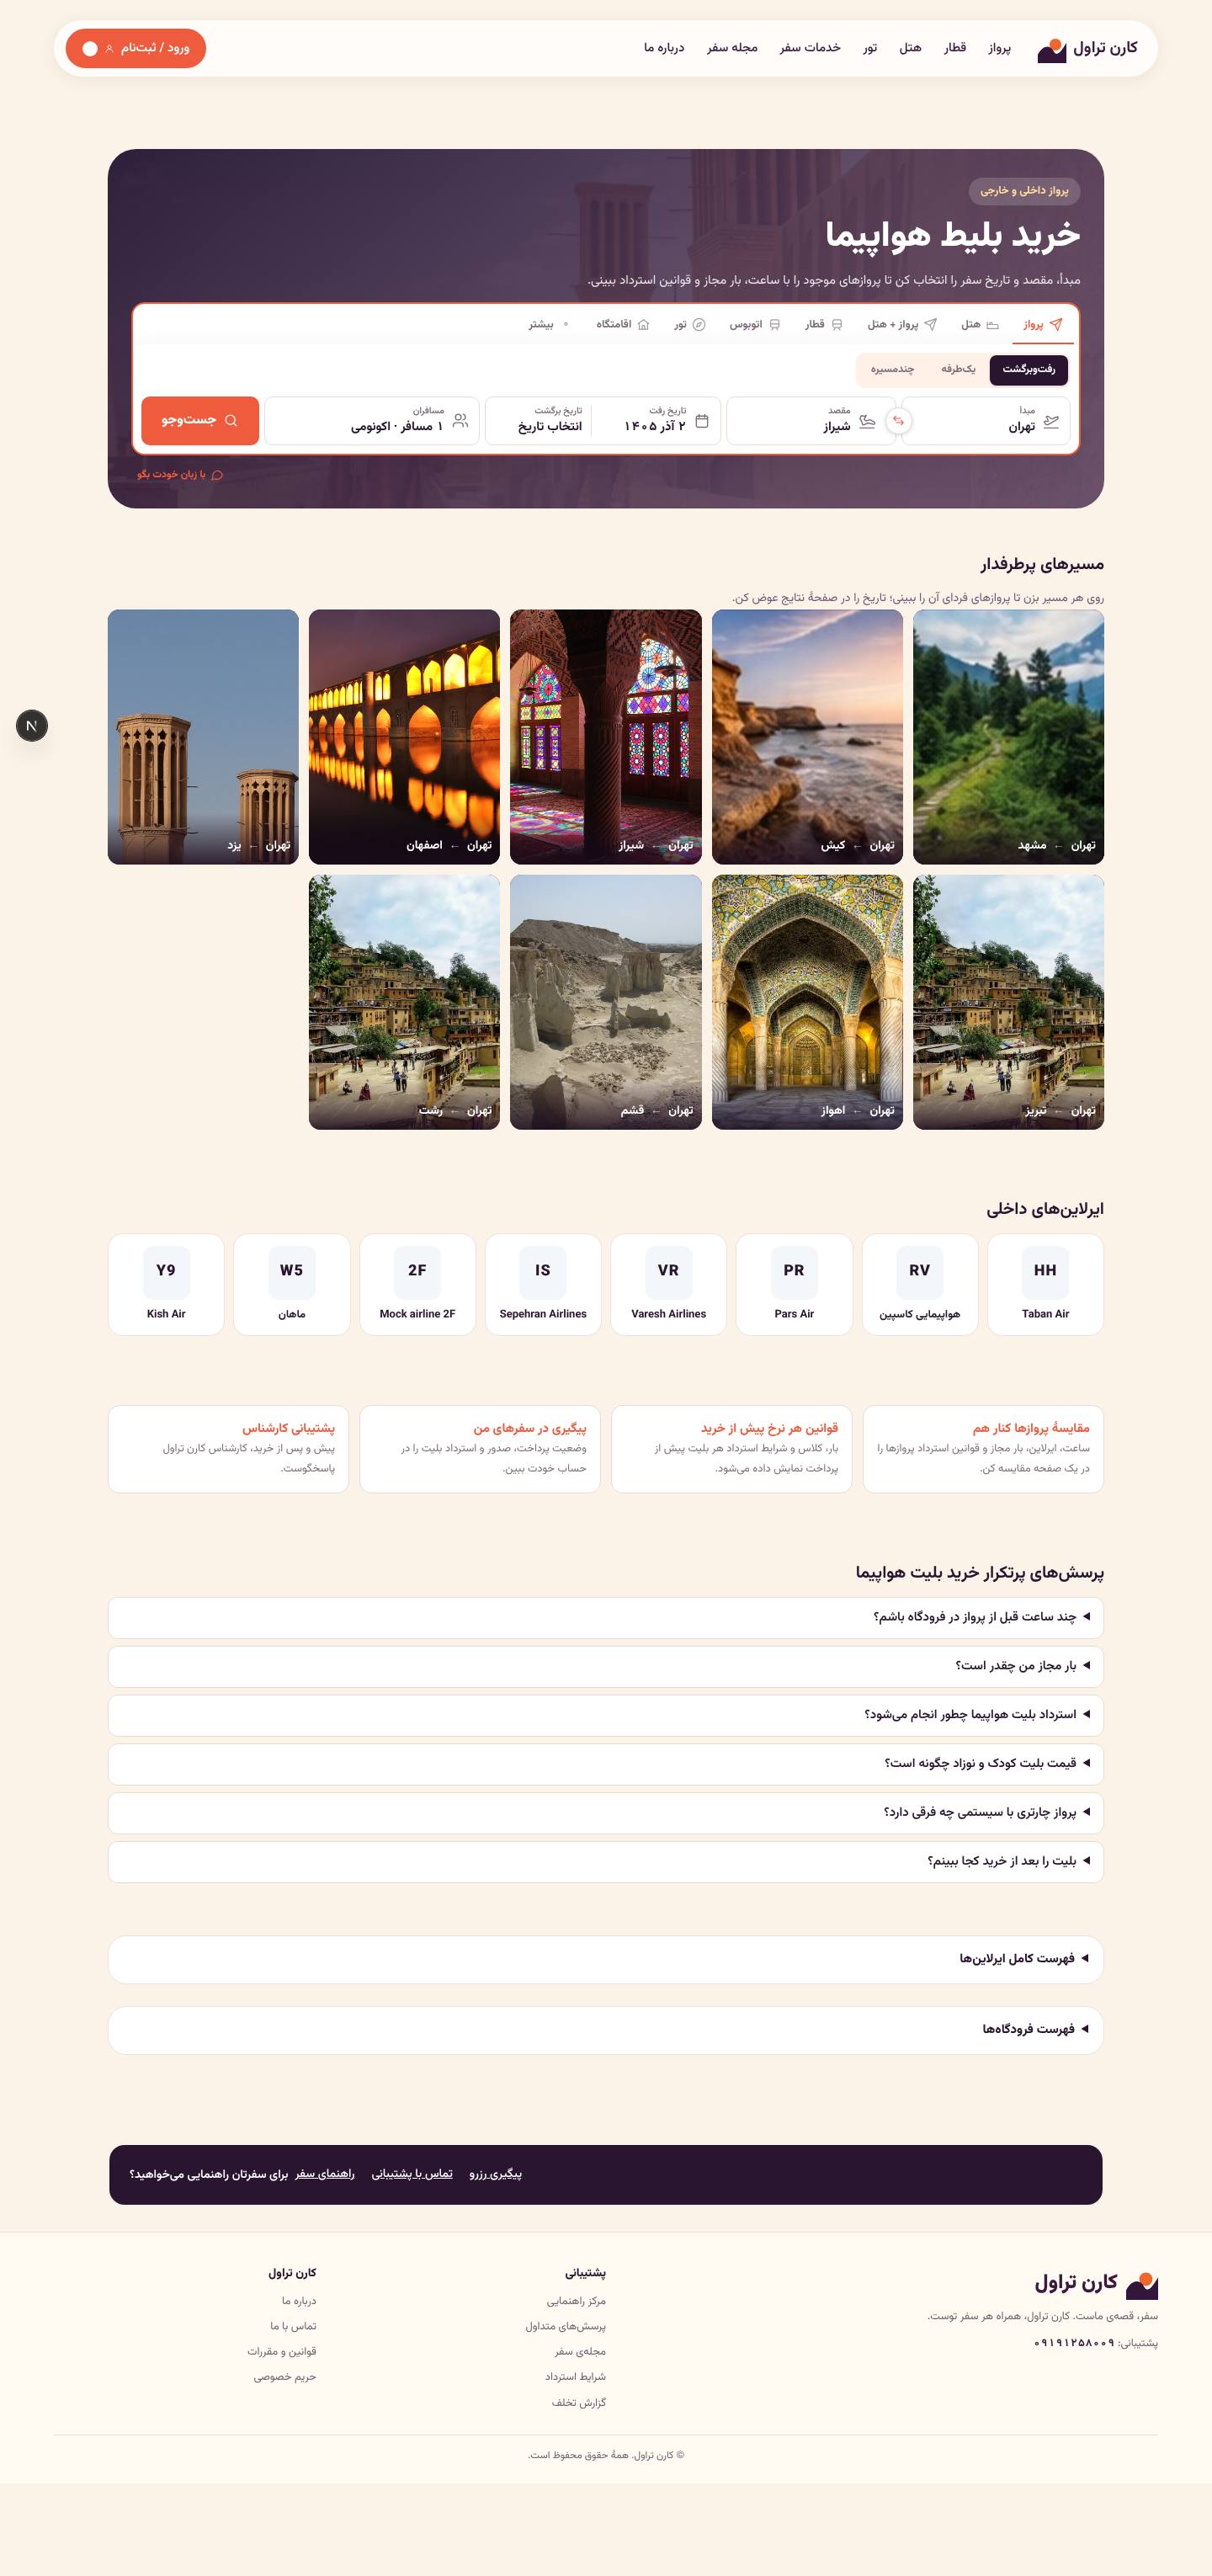 کارن تراول
پرواز
قطار
هتل
تور
خدمات سفر
مجله سفر
درباره ما
ورود / ثبت‌نام
پرواز داخلی و خارجی
خرید بلیط هواپیما
مبدأ، مقصد و تاریخ سفر را انتخاب کن تا پروازهای موجود را با ساعت، بار مجاز و قوانین استرداد ببینی.
پرواز
هتل
پرواز + هتل
قطار
اتوبوس
تور
اقامتگاه
بیشتر
رفت‌وبرگشت
یک‌طرفه
چندمسیره
مبدأ
تهران
مقصد
شیراز
تاریخ رفت
۲ آذر ۱۴۰۵
تاریخ برگشت
انتخاب تاریخ
مسافران
۱ مسافر · اکونومی
جست‌وجو
با زبان خودت بگو
مسیرهای پرطرفدار
روی هر مسیر بزن تا پروازهای فردای آن را ببینی؛ تاریخ را در صفحهٔ نتایج عوض کن.
تهران ← مشهد
تهران ← کیش
تهران ← شیراز
تهران ← اصفهان
تهران ← یزد
تهران ← تبریز
تهران ← اهواز
تهران ← قشم
تهران ← رشت
ایرلاین‌های داخلی
HH
Taban Air
RV
هواپیمایی کاسپین
PR
Pars Air
VR
Varesh Airlines
IS
Sepehran Airlines
2F
Mock airline 2F
W5
ماهان
Y9
Kish Air
مقایسهٔ پروازها کنار هم
ساعت، ایرلاین، بار مجاز و قوانین استرداد پروازها را
در یک صفحه مقایسه کن.
قوانین هر نرخ پیش از خرید
بار، کلاس و شرایط استرداد هر بلیت پیش از
پرداخت نمایش داده می‌شود.
پیگیری در سفرهای من
وضعیت پرداخت، صدور و استرداد بلیت را در
حساب خودت ببین.
پشتیبانی کارشناس
پیش و پس از خرید، کارشناس کارن تراول
پاسخگوست.
پرسش‌های پرتکرار خرید بلیت هواپیما
چند ساعت قبل از پرواز در فرودگاه باشم؟
بار مجاز من چقدر است؟
استرداد بلیت هواپیما چطور انجام می‌شود؟
قیمت بلیت کودک و نوزاد چگونه است؟
پرواز چارتری با سیستمی چه فرقی دارد؟
بلیت را بعد از خرید کجا ببینم؟
فهرست کامل ایرلاین‌ها
فهرست فرودگاه‌ها
پیگیری رزرو
تماس با پشتیبانی
راهنمای سفر
برای سفرتان راهنمایی می‌خواهید؟
کارن تراول
سفر، قصه‌ی ماست. کارن تراول، همراه هر سفر توست.
پشتیبانی: ۰۹۱۹۱۲۵۸۰۰۹
پشتیبانی
مرکز راهنمایی
پرسش‌های متداول
مجله‌ی سفر
شرایط استرداد
گزارش تخلف
کارن تراول
درباره ما
تماس با ما
قوانین و مقررات
حریم خصوصی
© کارن تراول. همهٔ حقوق محفوظ است.
N